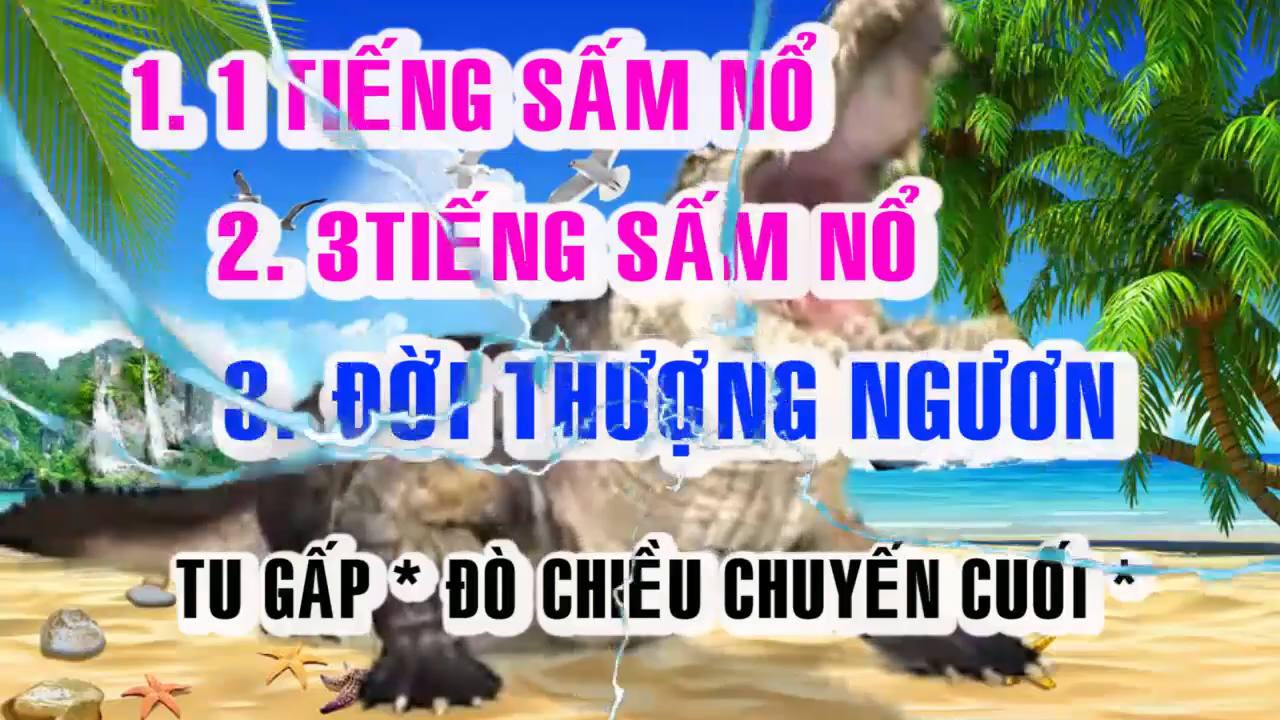 1. 1 TIẾNG SẤM NỔ
2. 3TIẾNG SẤM NỔ
3. ĐỜI THƯỢNG NGƯƠN
TU GẤP * ĐÒ CHIỀU CHUYẾN CUỐI *